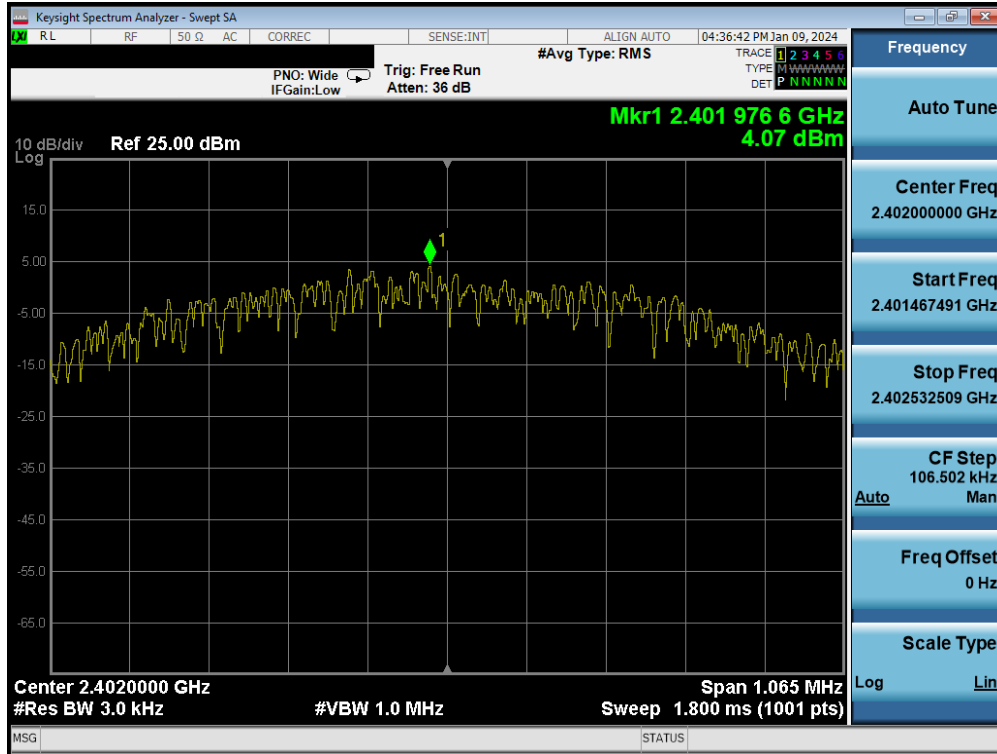 Keysight Spectrum Analyzer - Swept SA
LXI RL RF 50 Ω AC CORREC SENSE:INT ALIGN AUTO 04:36:42 PM Jan 09, 2024
PNO: Wide
IFGain:Low
Trig: Free Run
Atten: 36 dB
#Avg Type: RMS
TRACE 1 2 3 4 5 6
TYPE M WWWWW
DET P N N N N N
Mkr1 2.401 976 6 GHz
4.07 dBm
10 dB/div Ref 25.00 dBm
Log
15.0
5.00
-5.00
-15.0
-25.0
-35.0
-45.0
-55.0
-65.0
1
Center 2.4020000 GHz Span 1.065 MHz
#Res BW 3.0 kHz #VBW 1.0 MHz Sweep 1.800 ms (1001 pts)
MSG STATUS
Frequency
Auto Tune
Center Freq
2.402000000 GHz
Start Freq
2.401467491 GHz
Stop Freq
2.402532509 GHz
CF Step
106.502 kHz
Auto Man
Freq Offset
0 Hz
Scale Type
Log Lin